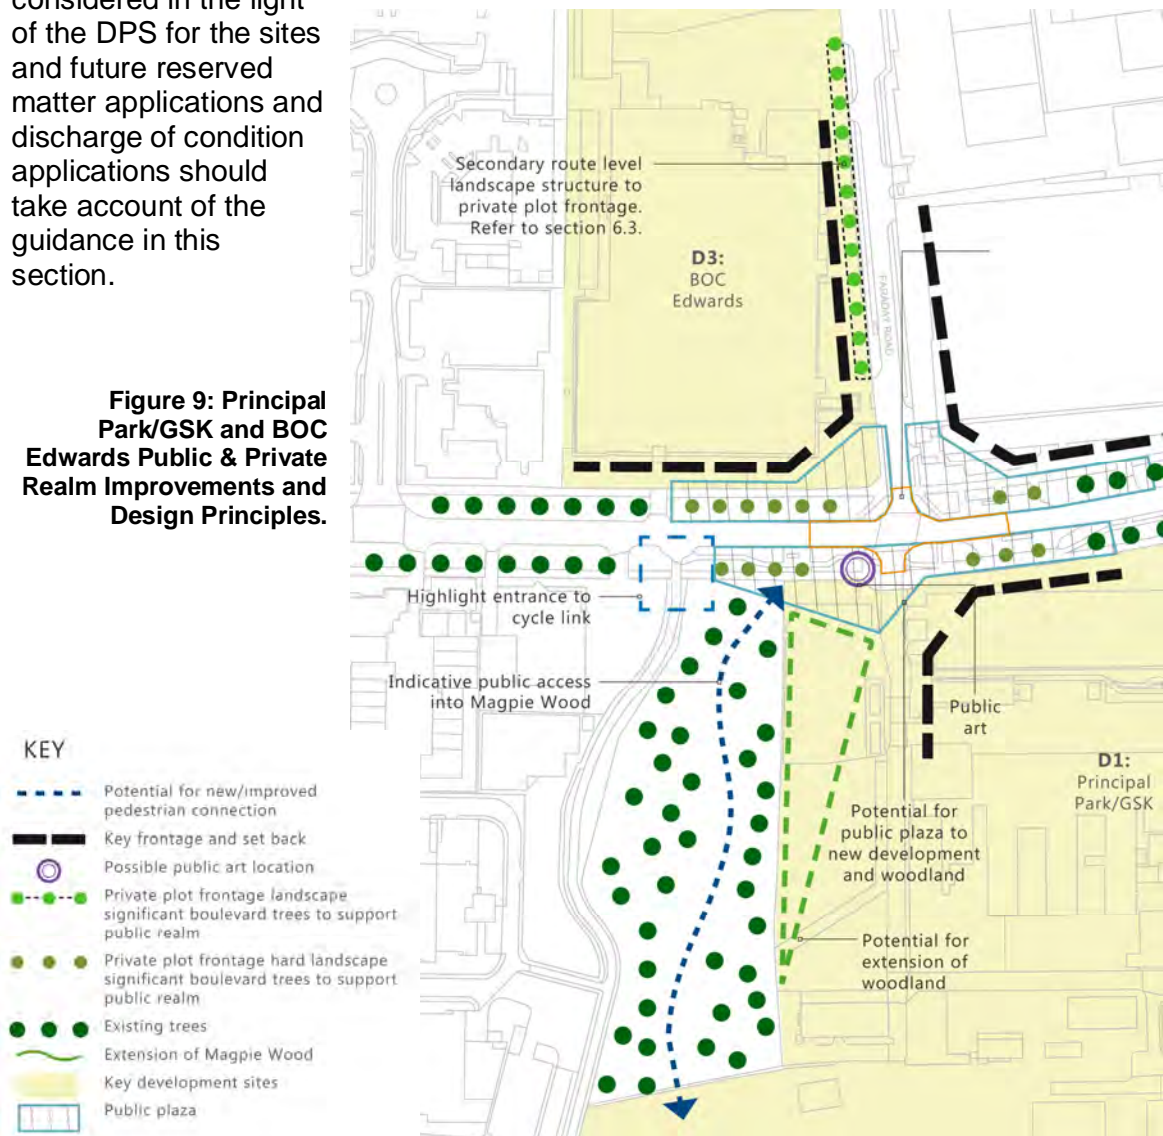 considered in the light
of the DPS for the sites
and future reserved
matter applications and
discharge of condition
applications should
take account of the
guidance in this
section.
Figure 9: Principal
Park/GSK and BOC
Edwards Public & Private
Realm Improvements and
Design Principles.
Secondary route level
landscape structure to
private plot frontage.
Refer to section 6.3.
D3:
BOC
Edwards
FARADAY ROAD
Highlight entrance to
cycle link
Indicative public access
into Magpie Wood
Public
art
D1:
Principal
Park/GSK
Potential for
public plaza to
new development
and woodland
Potential for
extension of
woodland
KEY
Potential for new/improved
pedestrian connection
Key frontage and set back
Possible public art location
Private plot frontage landscape
significant boulevard trees to support
public realm
Private plot frontage hard landscape
significant boulevard trees to support
public realm
Existing trees
Extension of Magpie Wood
Key development sites
Public plaza